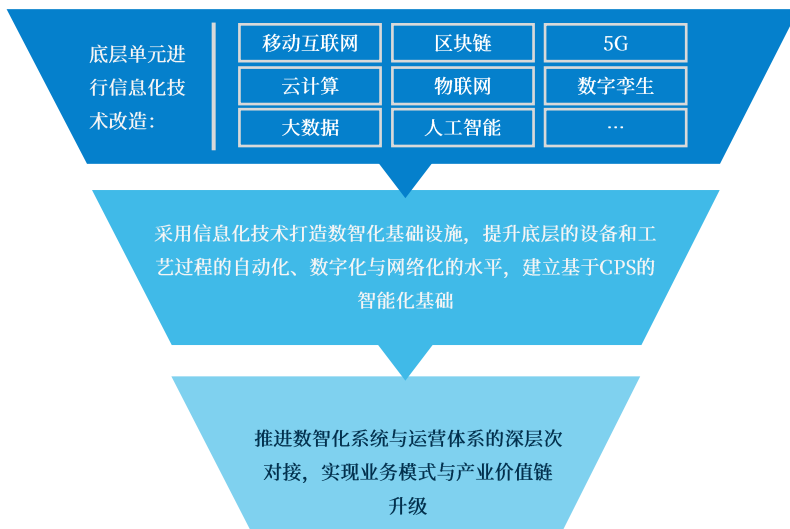 底层单元进
行信息化技
术改造：
移动互联网
区块链
5G
云计算
物联网
数字孪生
大数据
人工智能
…
采用信息化技术打造数智化基础设施，提升底层的设备和工
艺过程的自动化、数字化与网络化的水平，建立基于CPS的
智能化基础
推进数智化系统与运营体系的深层次
对接，实现业务模式与产业价值链
升级